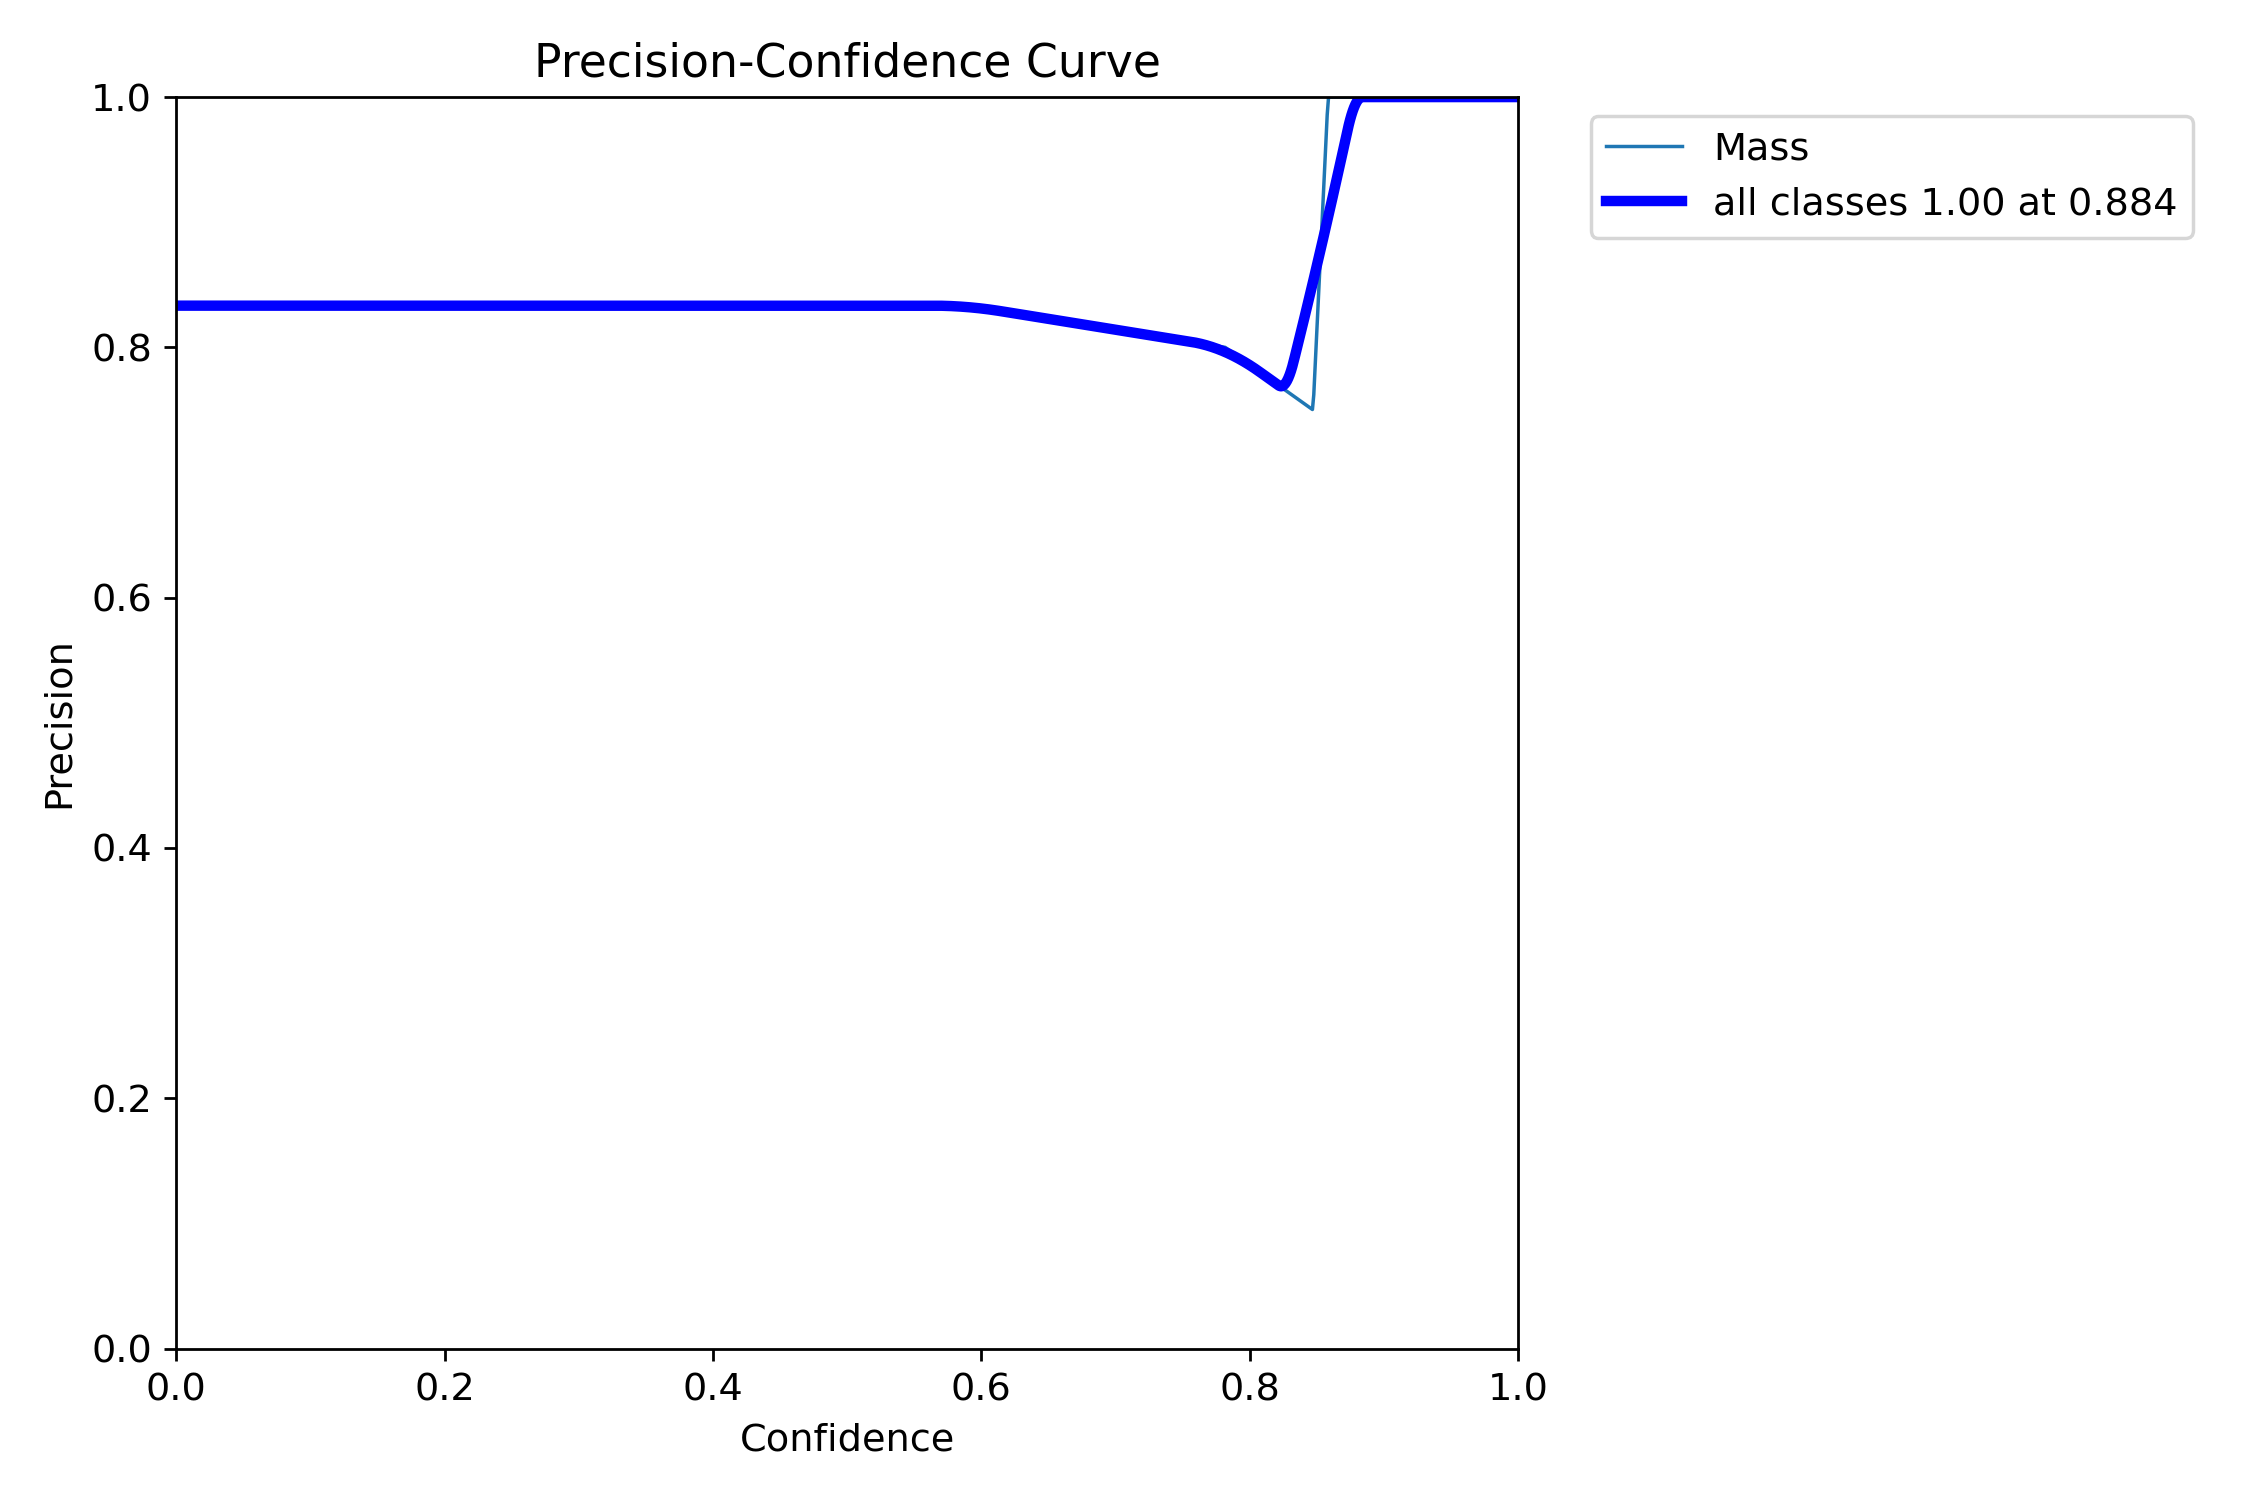 Precision-Confidence Curve
Mass
all classes 1.00 at 0.884
Precision
1.0
0.8
0.6
0.4
0.2
0.0
0.0 0.2 0.4 0.6 0.8 1.0
Confidence